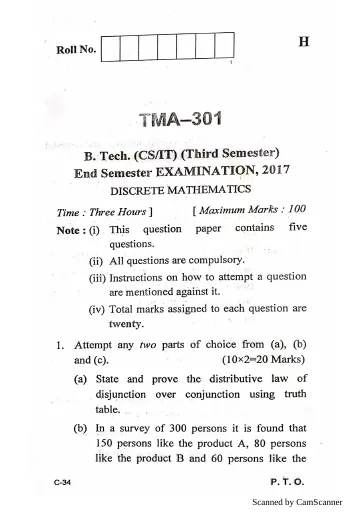 H
Roll No.
TMA–301
B. Tech. (CS/IT) (Third Semester)
End Semester EXAMINATION, 2017
DISCRETE MATHEMATICS
Time : Three Hours ] [ Maximum Marks : 100
Note : (i) This question paper contains five
questions.
(ii) All questions are compulsory.
(iii) Instructions on how to attempt a question
are mentioned against it.
(iv) Total marks assigned to each question are
twenty.
1. Attempt any two parts of choice from (a), (b)
and (c). (10×2=20 Marks)
(a) State and prove the distributive law of
disjunction over conjunction using truth
table.
(b) In a survey of 300 persons it is found that
150 persons like the product A, 80 persons
like the product B and 60 persons like the
C–34 P. T. O.
Scanned by CamScanner